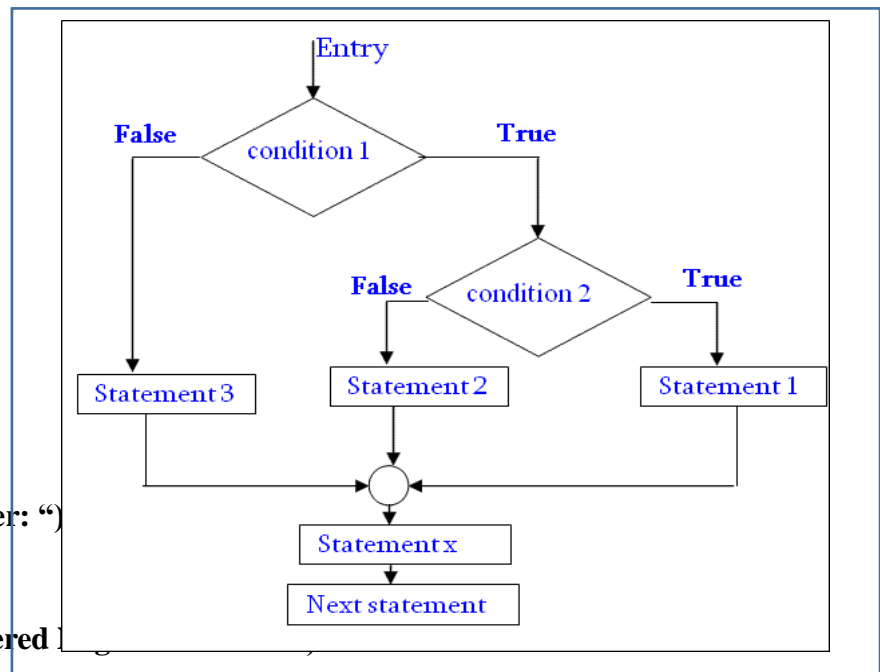 Entry
False True
condition 1
False True
condition 2
Statement 3 Statement 2 Statement 1
er: “)
Statement x
Next statement
ered